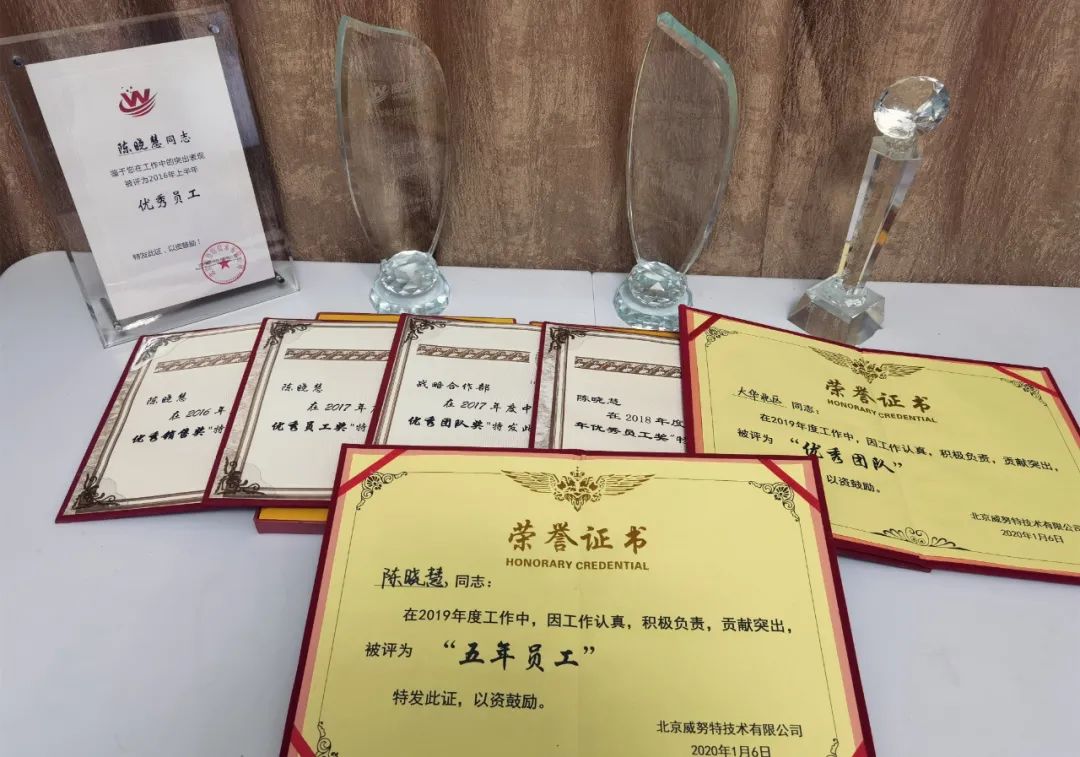 W
陈晓慧同志
鉴于您在工作中的突出表现
被评为2016年上半年
优秀员工
特发此证，以资鼓励！
陈晓慧
在2016年
优秀销售奖"特
陈晓慧
在2017年
优秀员工奖"特
战略合作部
在2017年度中
优秀团队奖"特发此
陈晓慧
在2018年度
年优秀员工奖"特
荣誉证书
HONORARY CREDENTIAL
大华北区 同志：
在2019年度工作中，因工作认真，积极负责，贡献突出，
被评为 “优秀团队”
以资鼓励。
北京威努特技术有限公司
2020年1月6日
荣誉证书
HONORARY CREDENTIAL
陈晓慧 同志：
在2019年度工作中，因工作认真，积极负责，贡献突出，
被评为 “五年员工”
特发此证，以资鼓励。
北京威努特技术有限公司
2020年1月6日